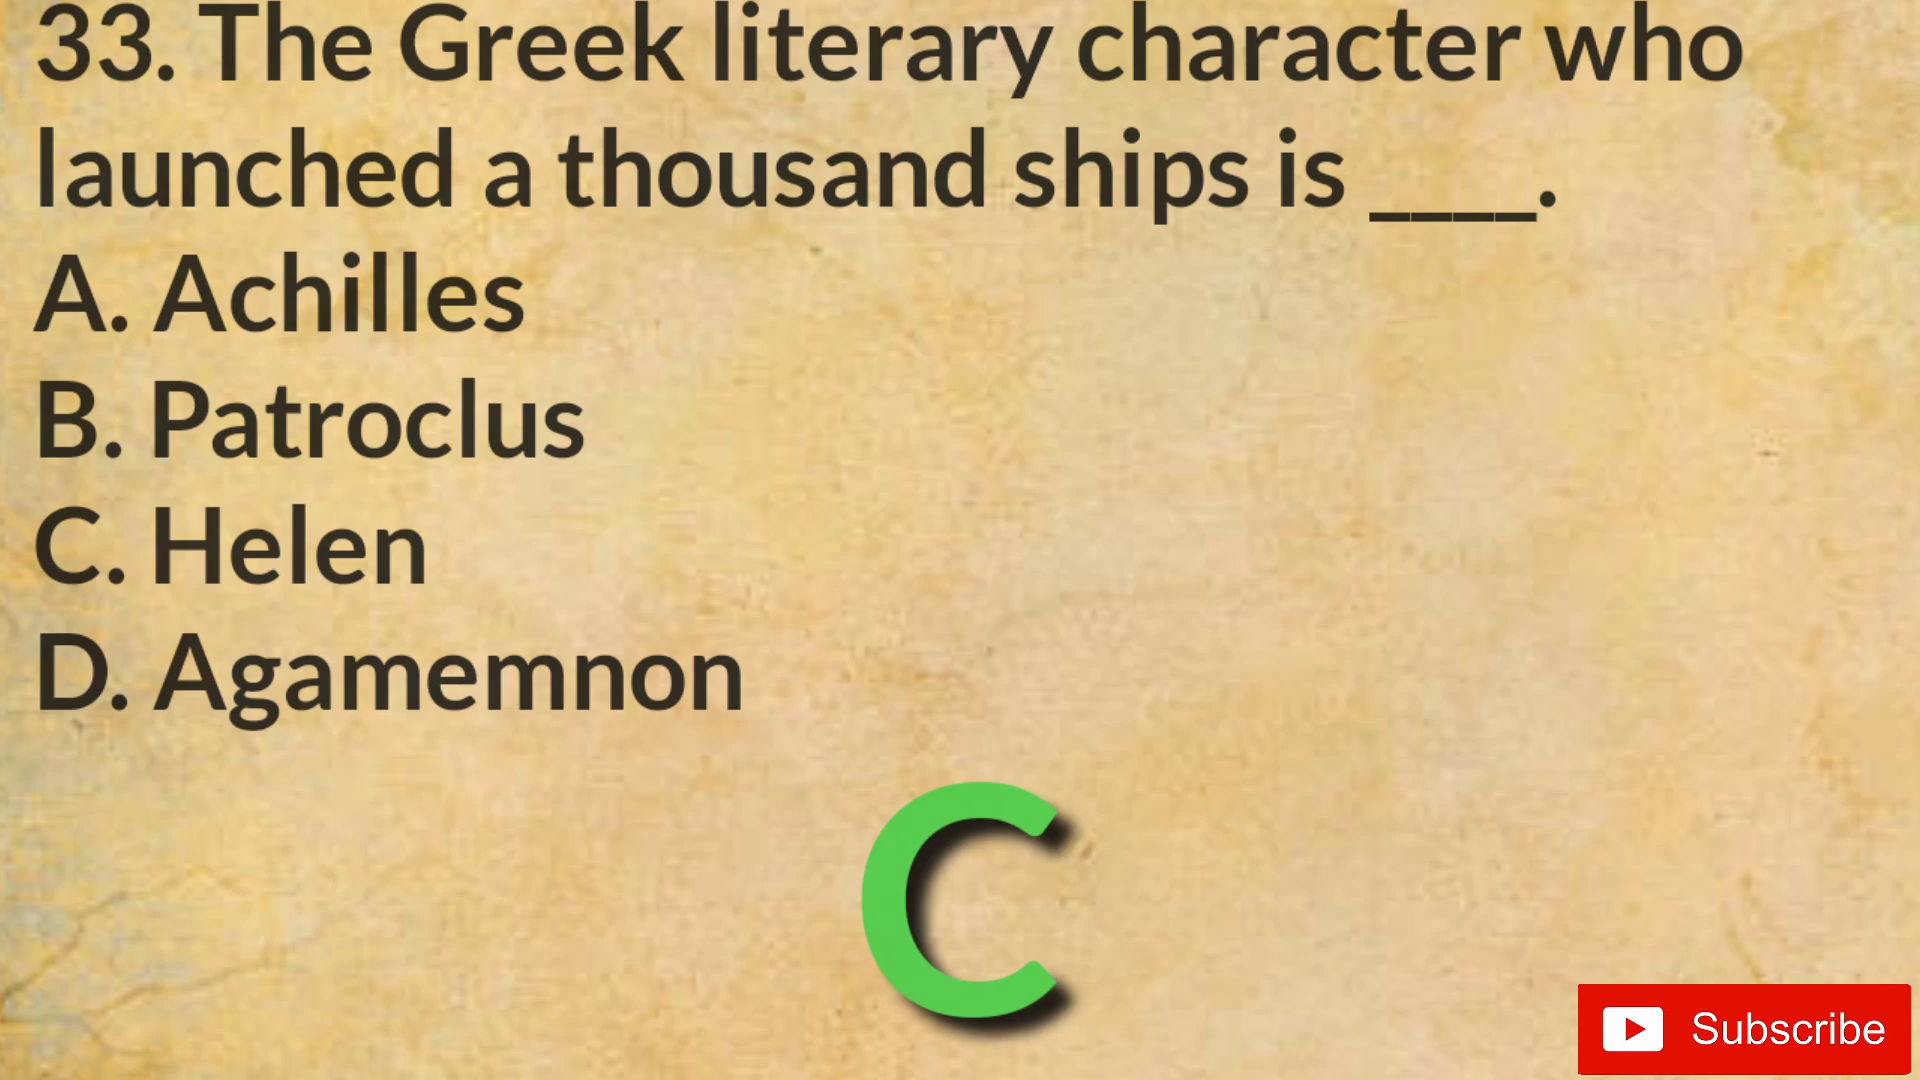 33. The Greek literary character who
launched a thousand ships is ____.
A. Achilles
B. Patroclus
C. Helen
D. Agamemnon
C
Subscribe